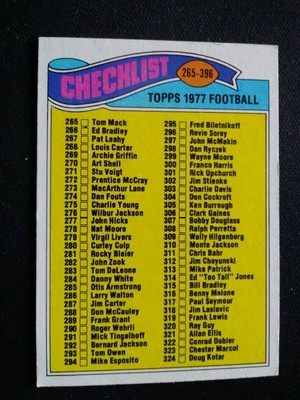 CHECKLIST
265-396
TOPPS 1977 FOOTBALL
265 Tom Mack
266 Ed Bradley
267 Pat Leahy
268 Louis Carter
269 Archie Griffin
270 Art Shell
271 Stu Voigt
272 Prentice McCray
273 MacArthur Lane
274 Dan Fouts
275 Charlie Young
276 Wilbur Jackson
277 John Hicks
278 Nat Moore
279 Virgil Livers
280 Curley Culp
281 Rocky Bleier
282 John Zook
283 Tom DeLeone
284 Danny White
285 Otis Armstrong
286 Larry Walton
287 Jim Carter
288 Don McCauley
289 Frank Grant
290 Roger Wehrli
291 Mick Tingelhoff
292 Bernard Jackson
293 Tom Owen
294 Mike Esposito
295 Fred Biletnikoff
296 Revie Sorey
297 John McMakin
298 Dan Ryczek
299 Wayne Moore
300 Franco Harris
301 Rick Upchurch
302 Jim Stienke
303 Charlie Davis
304 Don Cockroft
305 Ken Burrough
306 Clark Gaines
307 Bobby Douglass
308 Ralph Perretta
309 Wally Hilgenberg
310 Monte Jackson
311 Chris Bahr
312 Jim Cheyunski
313 Mike Patrick
314 Ed "Too Tall" Jones
315 Bill Bradley
316 Benny Malone
317 Paul Seymour
318 Jim Laslavic
319 Frank Lewis
320 Ray Guy
321 Allan Ellis
322 Conrad Dobler
323 Chester Marcol
324 Doug Kotar